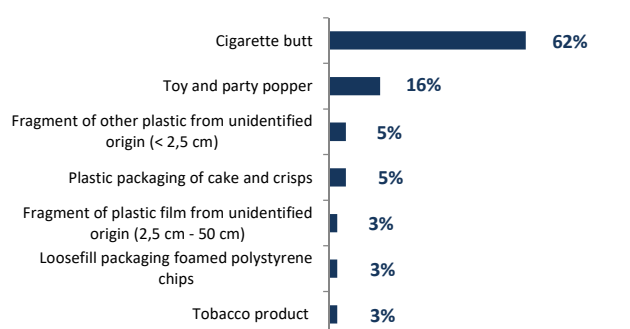 Cigarette butt
62%
Toy and party popper
16%
Fragment of other plastic from unidentified
origin (< 2,5 cm)
5%
Plastic packaging of cake and crisps
5%
Fragment of plastic film from unidentified
origin (2,5 cm - 50 cm)
3%
Loosefill packaging foamed polystyrene
chips
3%
Tobacco product
3%